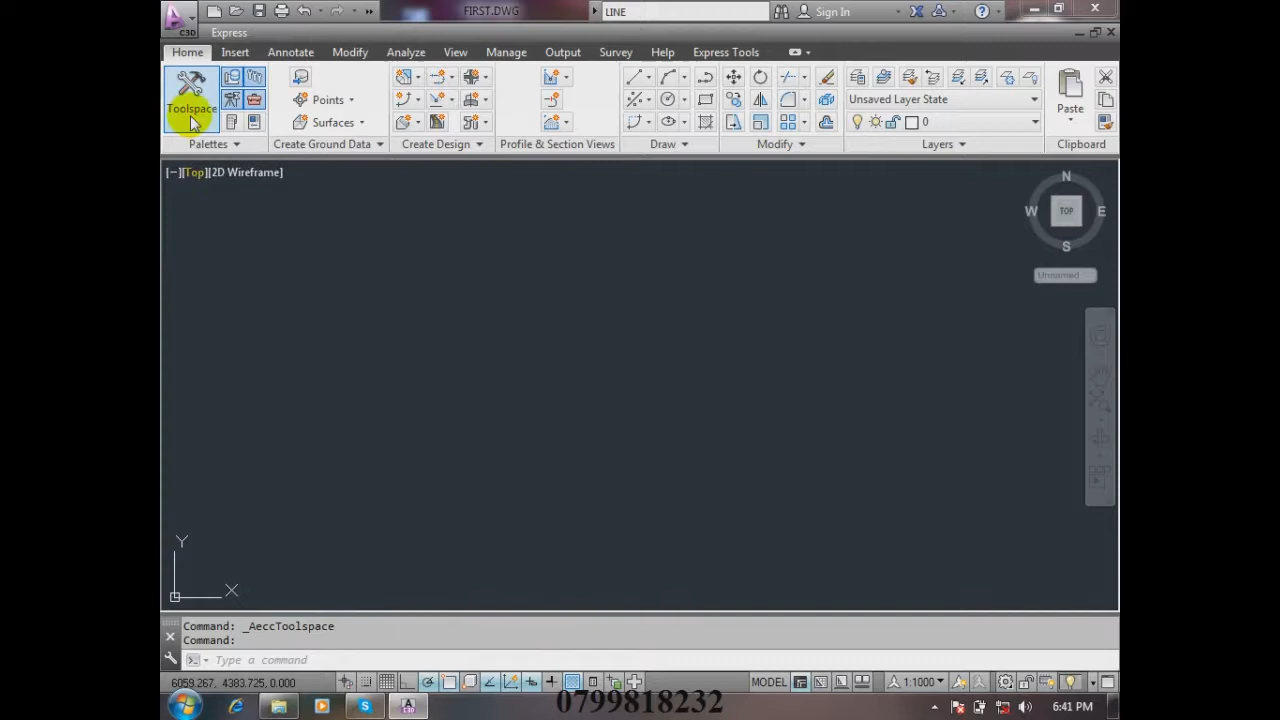 FIRST.DWG
LINE
Sign In
C3D
Express
Home Insert Annotate Modify Analyze View Manage Output Survey Help Express Tools
Toolspace
Points
Surfaces
Unsaved Layer State
0
Paste
Palettes Create Ground Data Create Design Profile & Section Views Draw Modify Layers Clipboard
[−][Top][2D Wireframe]
N
W TOP E
S
Unnamed
Y
X
Command: _AeccToolspace
Command:
Type a command
6059.267, 4383.725, 0.000
MODEL
1:1000
0799818232
6:41 PM